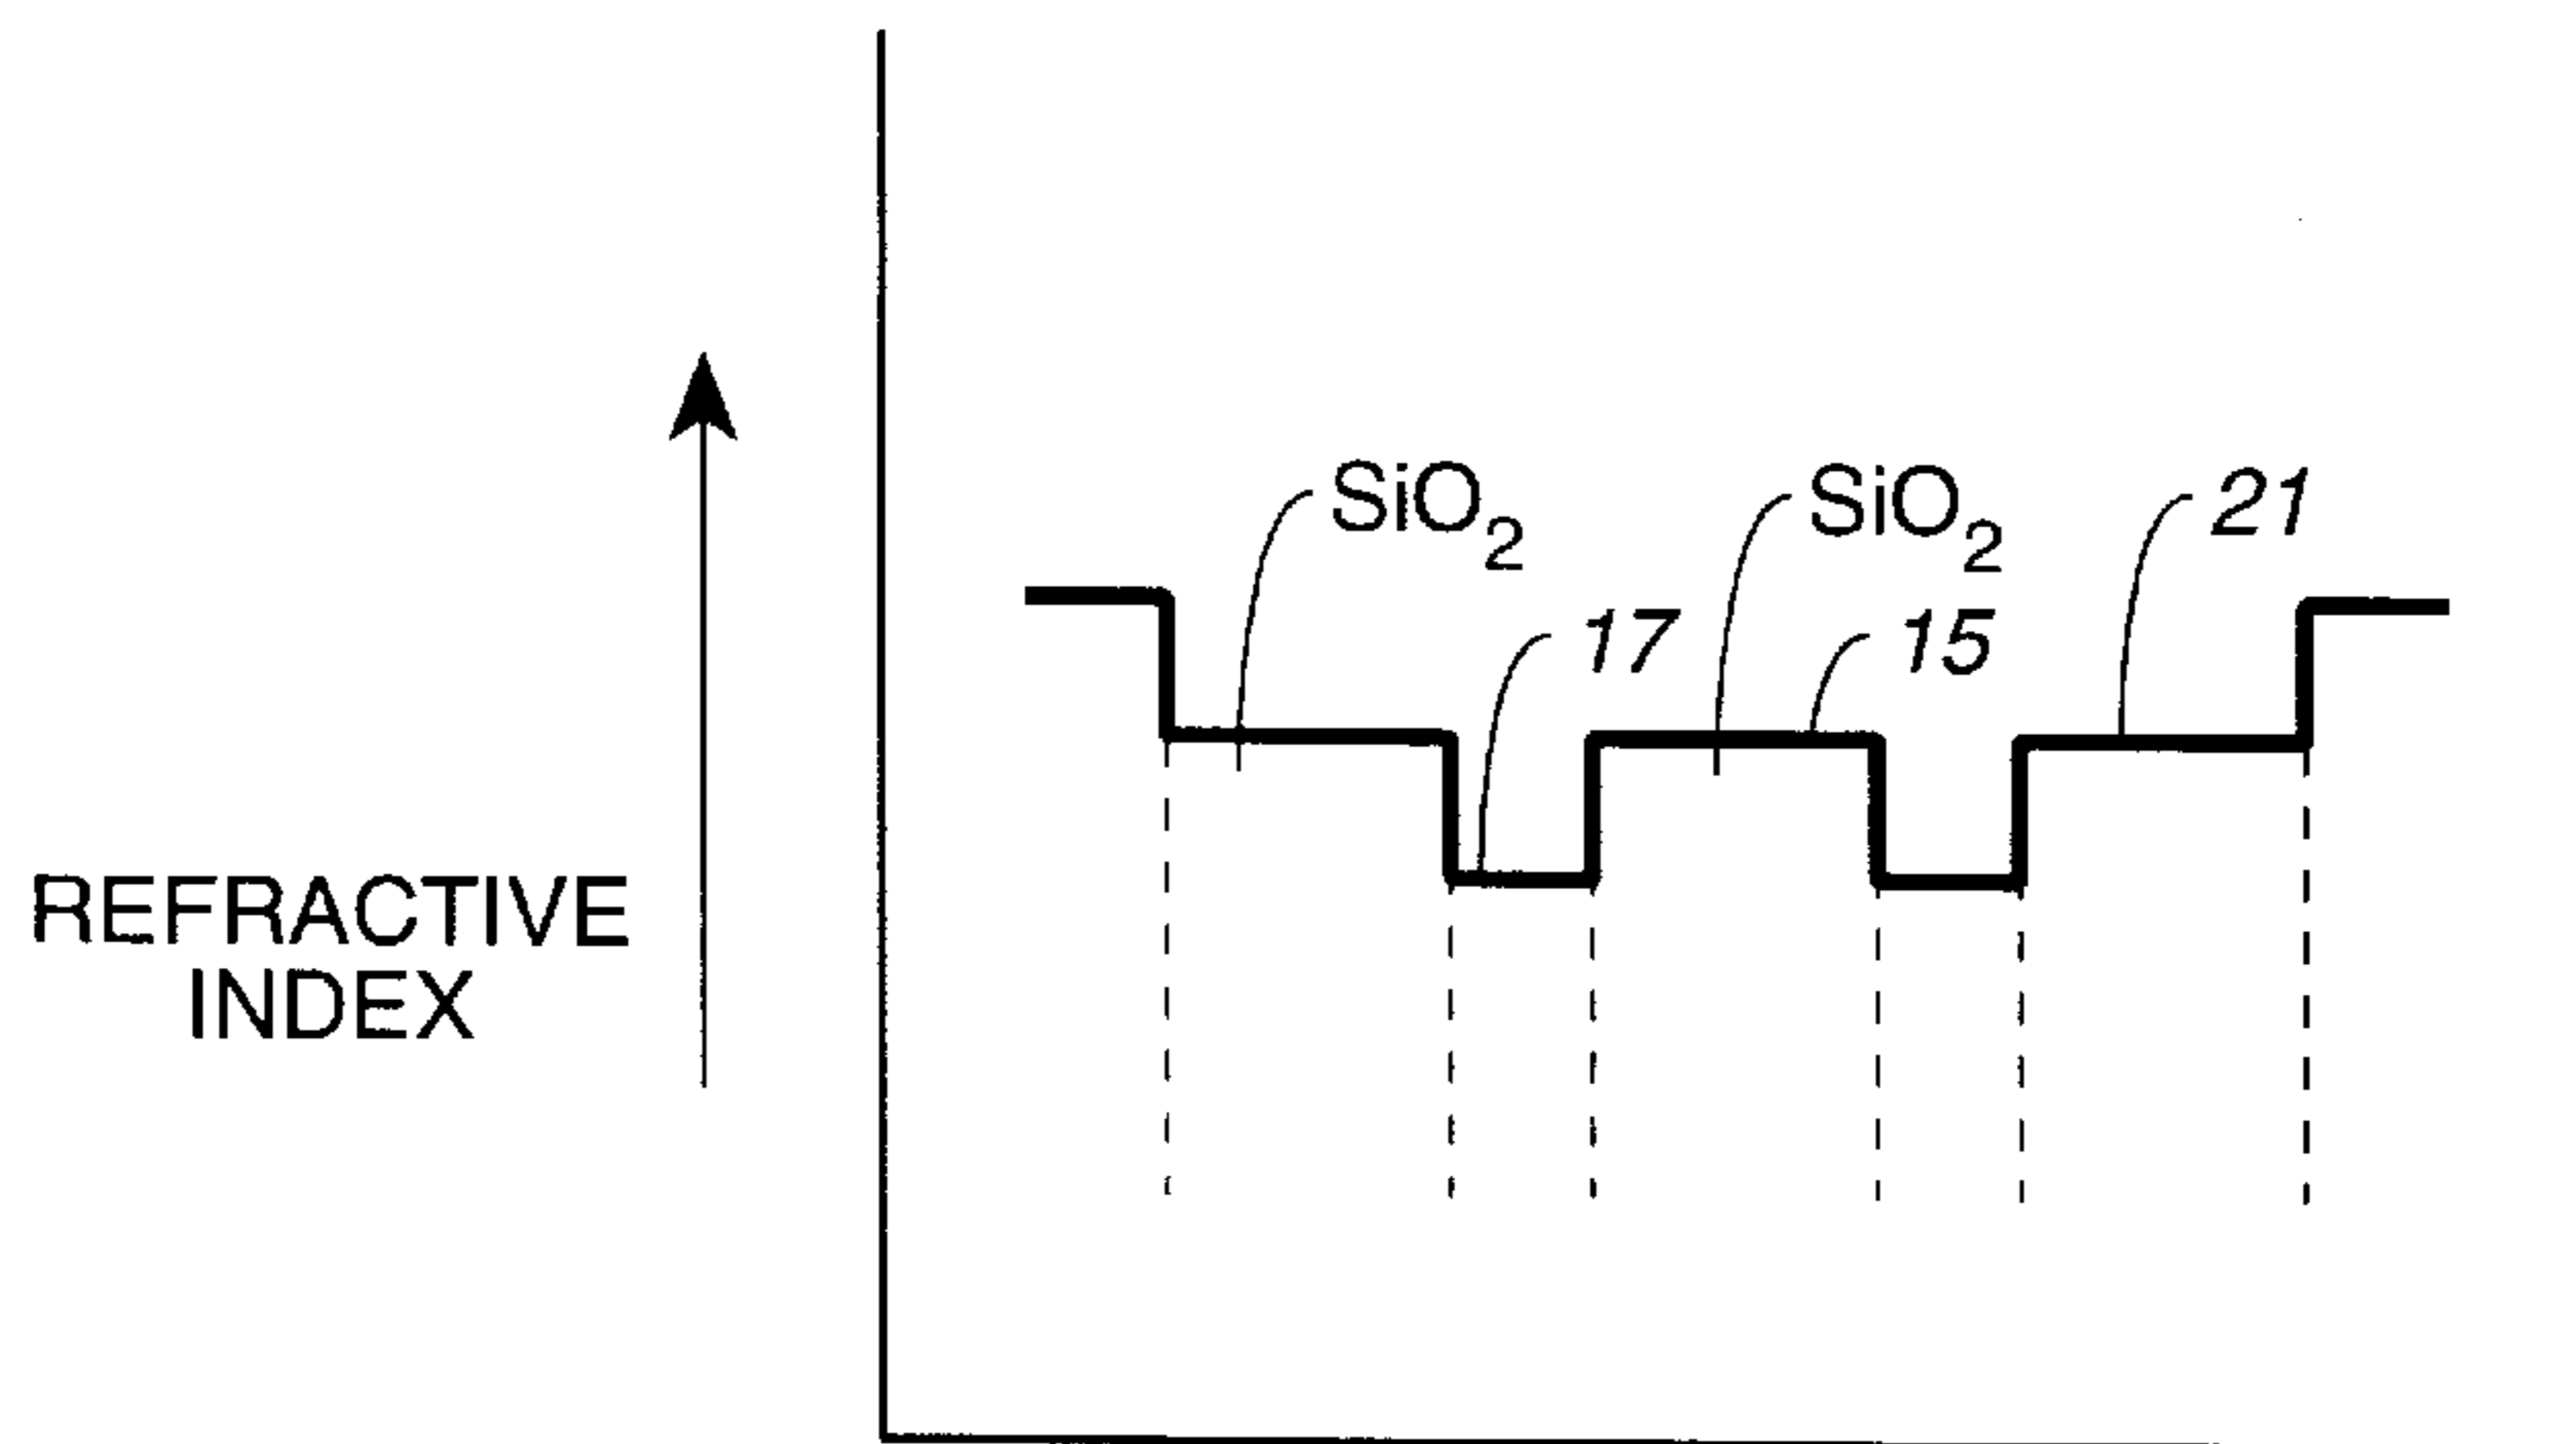 SiO2
SiO2
21
17
15
REFRACTIVE
INDEX